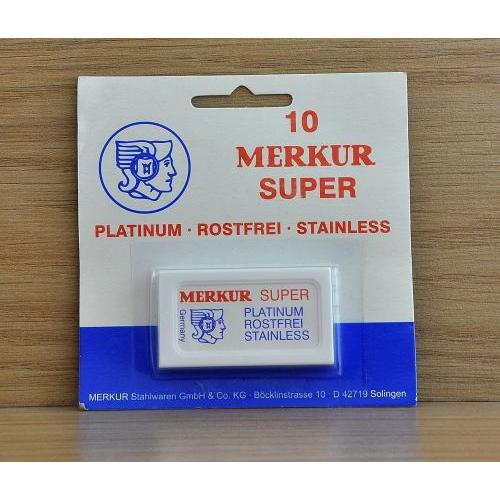 10
MERKUR
SUPER
PLATINUM · ROSTFREI · STAINLESS
MERKUR SUPER
Germany
PLATINUM
ROSTFREI
STAINLESS
MERKUR Stahlwaren GmbH & Co. KG · Böcklinstrasse 10 · D 42719 Solingen